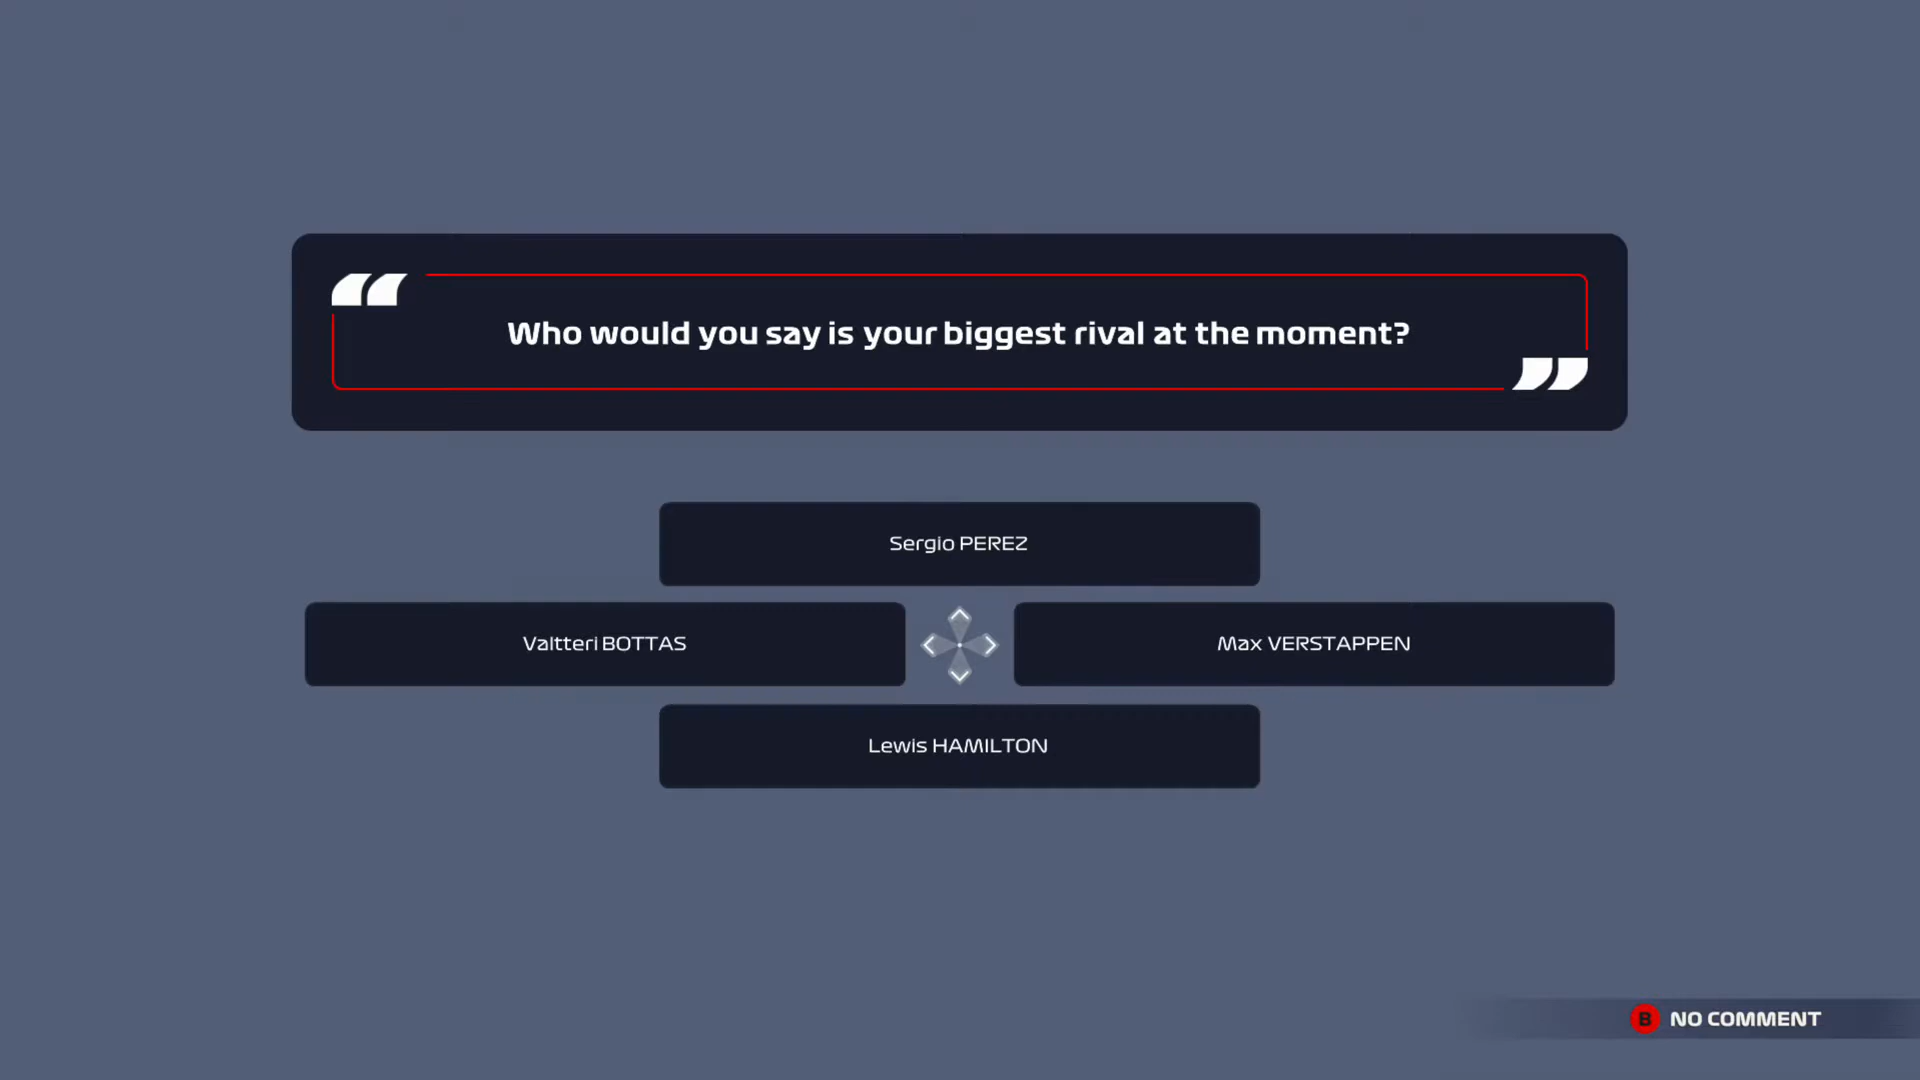 Who would you say is your biggest rival at the moment?
Sergio PEREZ
Valtteri BOTTAS
Max VERSTAPPEN
Lewis HAMILTON
B NO COMMENT